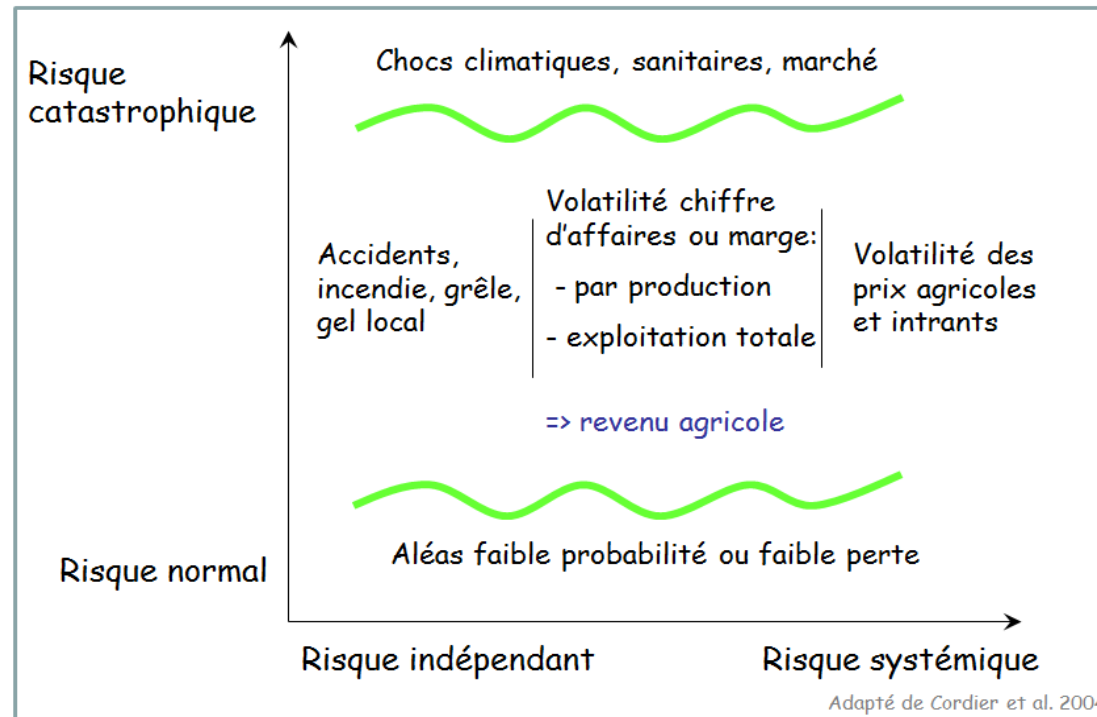 Risque
catastrophique
Chocs climatiques, sanitaires, marché
Accidents,
incendie, grêle,
gel local
Volatilité chiffre
d'affaires ou marge:
- par production
- exploitation totale
Volatilité des
prix agricoles
et intrants
=> revenu agricole
Risque normal
Aléas faible probabilité ou faible perte
Risque indépendant
Risque systémique
Adapté de Cordier et al. 2004